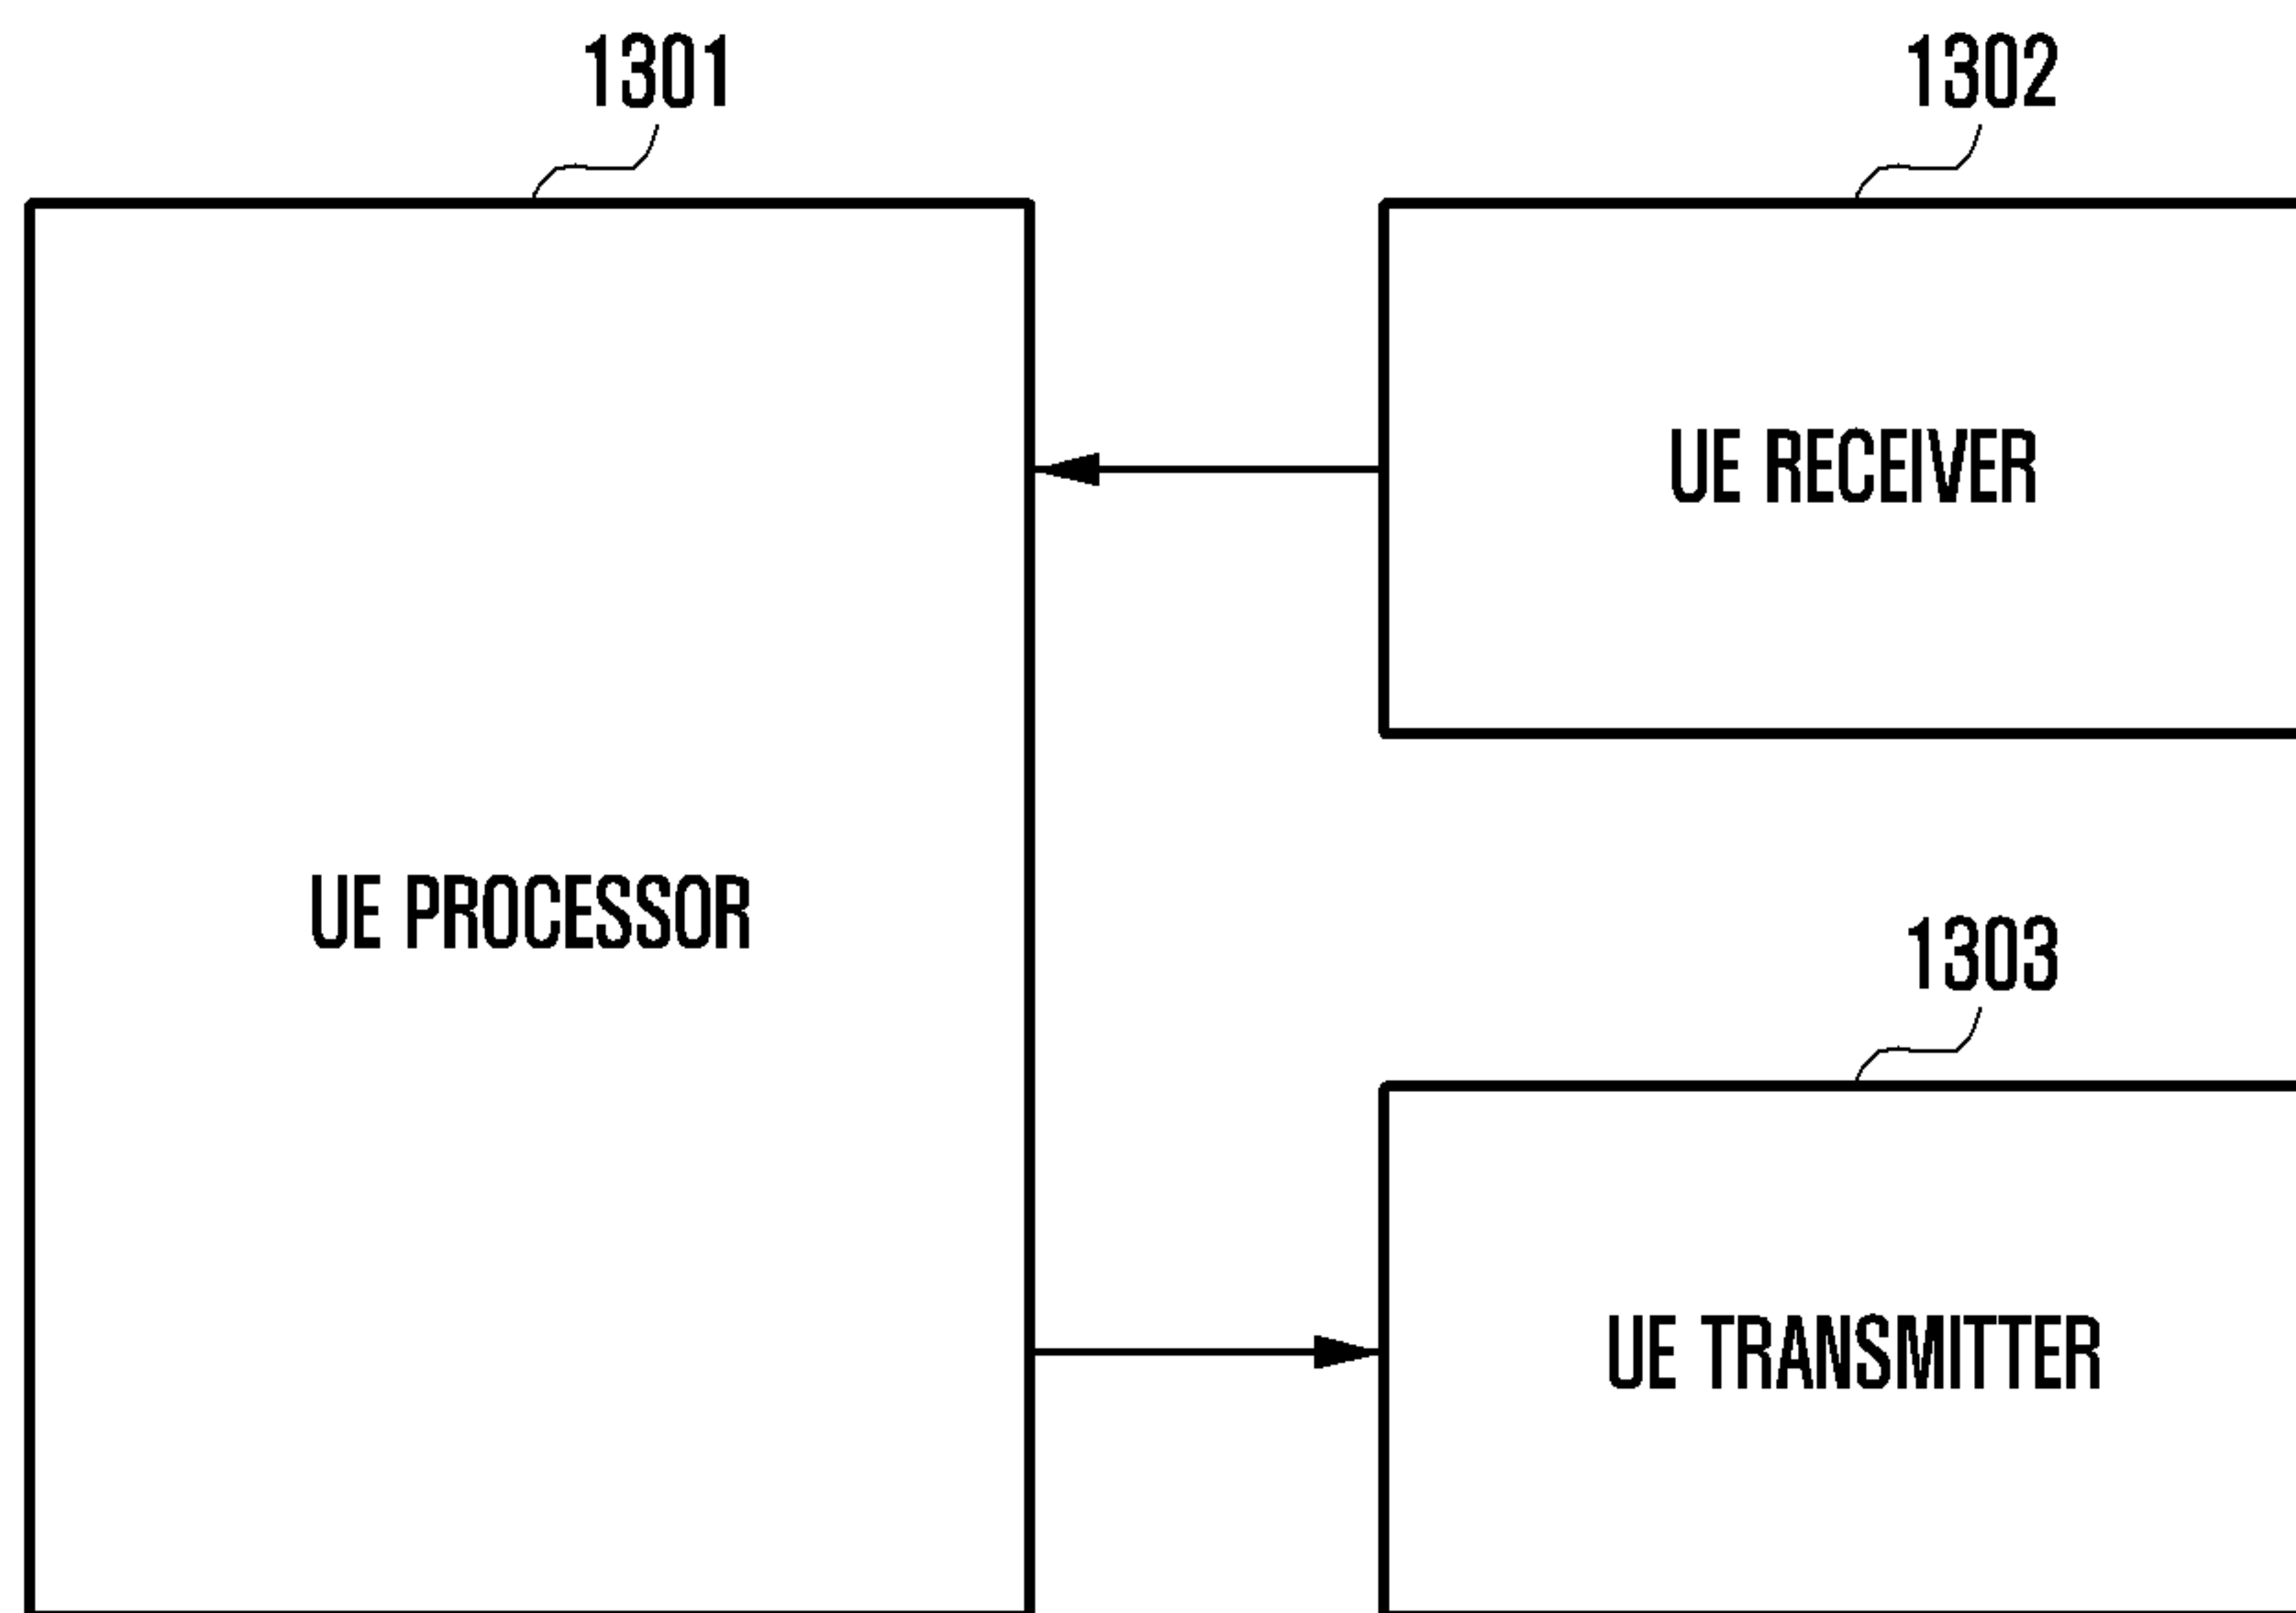 1301
1302
UE RECEIVER
UE PROCESSOR
1303
UE TRANSMITTER